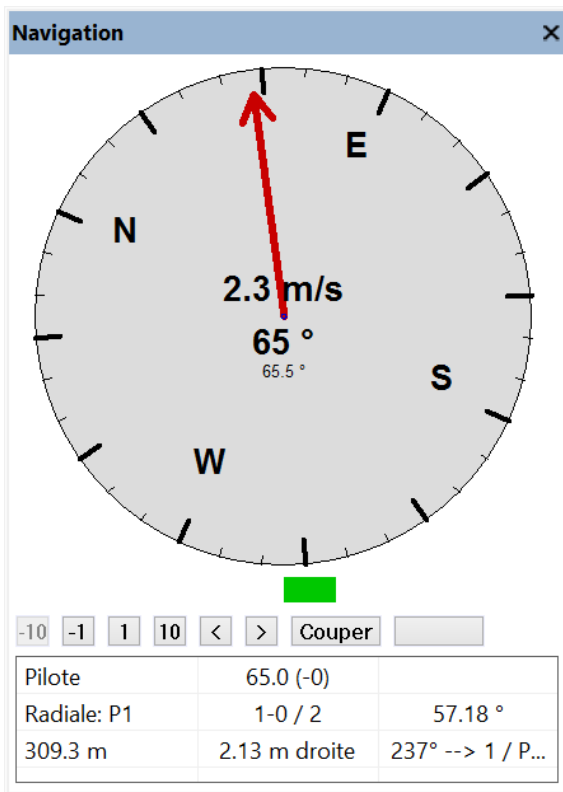 Navigation
E
N
2.3 m/s
65 °
65.5 °
S
W
-10 -1 1 10 < > Couper
Pilote 65.0 (-0)
Radiale: P1 1-0 / 2 57.18 °
309.3 m 2.13 m droite 237° --> 1 / P...